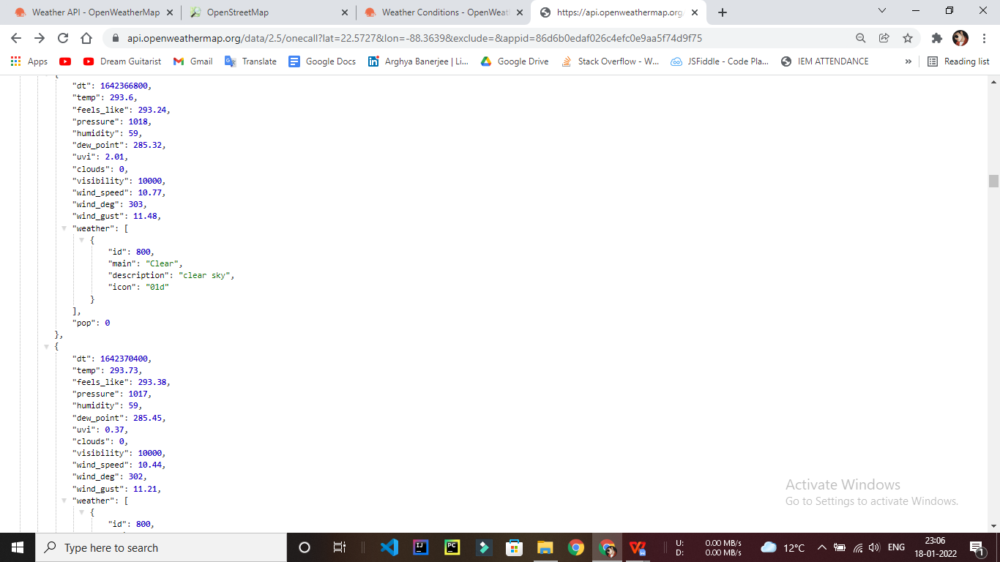 Weather API - OpenWeatherMap
OpenStreetMap
Weather Conditions - OpenWeat
https://api.openweathermap.org
api.openweathermap.org/data/2.5/onecall?lat=22.5727&lon=-88.3639&exclude=&appid=86d6b0edaf026c4efc0e9aa5f74d9f75
Apps
Dream Guitarist
Gmail
Translate
Google Docs
Arghya Banerjee | Li...
Google Drive
Stack Overflow - W...
JSFiddle - Code Pla...
IEM ATTENDANCE
»
Reading list
{
"dt": 1642366800,
"temp": 293.6,
"feels_like": 293.24,
"pressure": 1018,
"humidity": 59,
"dew_point": 285.32,
"uvi": 2.01,
"clouds": 0,
"visibility": 10000,
"wind_speed": 10.77,
"wind_deg": 303,
"wind_gust": 11.48,
"weather": [
{
"id": 800,
"main": "Clear",
"description": "clear sky",
"icon": "01d"
}
],
"pop": 0
},
{
"dt": 1642370400,
"temp": 293.73,
"feels_like": 293.38,
"pressure": 1017,
"humidity": 59,
"dew_point": 285.45,
"uvi": 0.37,
"clouds": 0,
"visibility": 10000,
"wind_speed": 10.44,
"wind_deg": 302,
"wind_gust": 11.21,
"weather": [
{
"id": 800,
Activate Windows
Go to Settings to activate Windows.
Type here to search
U: 0.00 MB/s
D: 0.00 MB/s
12°C
ENG
23:06
18-01-2022
1